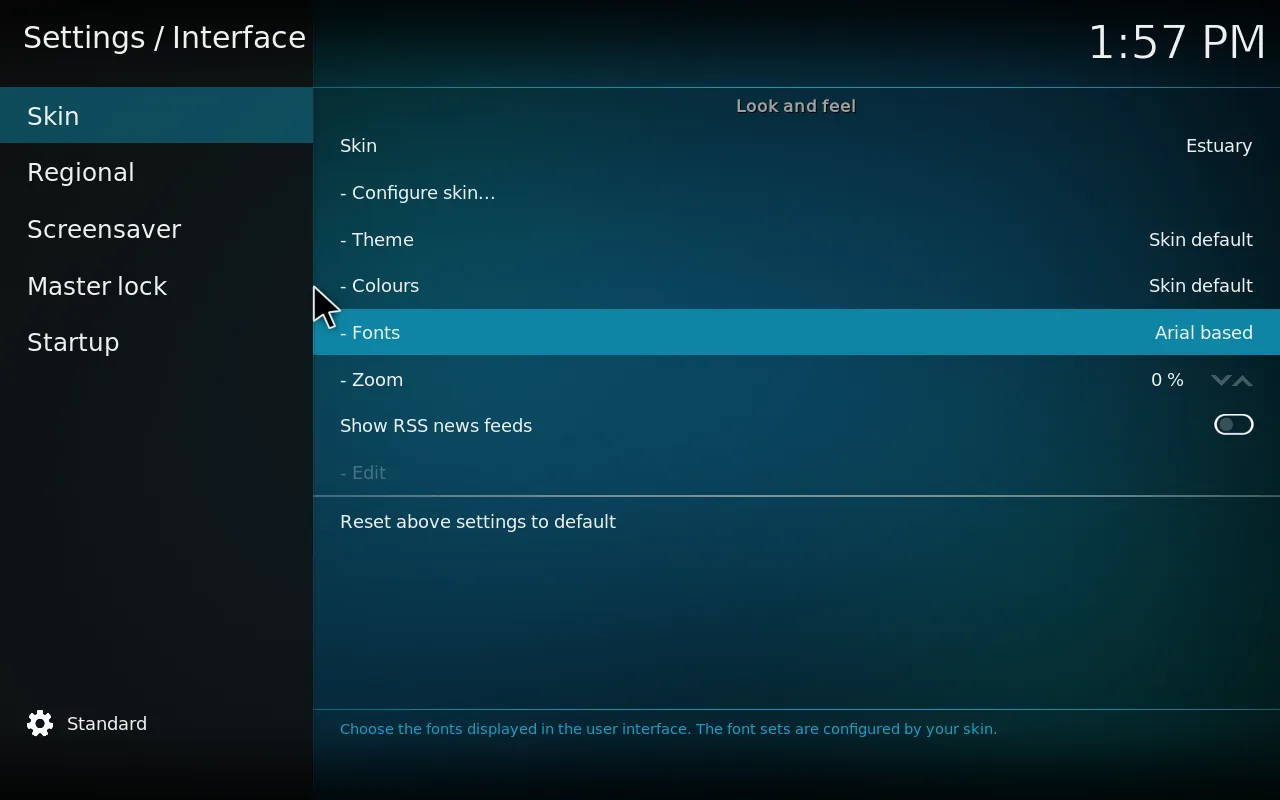 Settings / Interface
1:57 PM
Skin
Regional
Screensaver
Master lock
Startup
Standard
Look and feel
Skin Estuary
- Configure skin...
- Theme Skin default
- Colours Skin default
- Fonts Arial based
- Zoom 0 %
Show RSS news feeds
- Edit
Reset above settings to default
Choose the fonts displayed in the user interface. The font sets are configured by your skin.